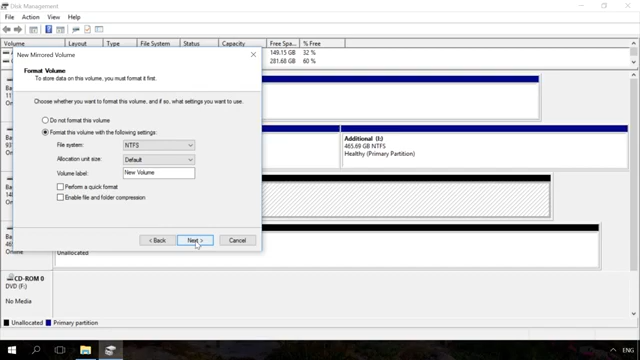 Disk Management
File Action View Help
Volume Layout Type File System Status Capacity Free Spa... % Free
149.15 GB 32 %
281.68 GB 60 %
New Mirrored Volume
Format Volume
To store data on this volume, you must format it first.
Choose whether you want to format this volume, and if so, what settings you want to use.
Do not format this volume
Format this volume with the following settings:
File system: NTFS
Allocation unit size: Default
Volume label: New Volume
Perform a quick format
Enable file and folder compression
< Back Next > Cancel
Additional (I:)
465.69 GB NTFS
Healthy (Primary Partition)
Online
Unallocated
CD-ROM 0
DVD (F:)
No Media
Unallocated Primary partition
ENG